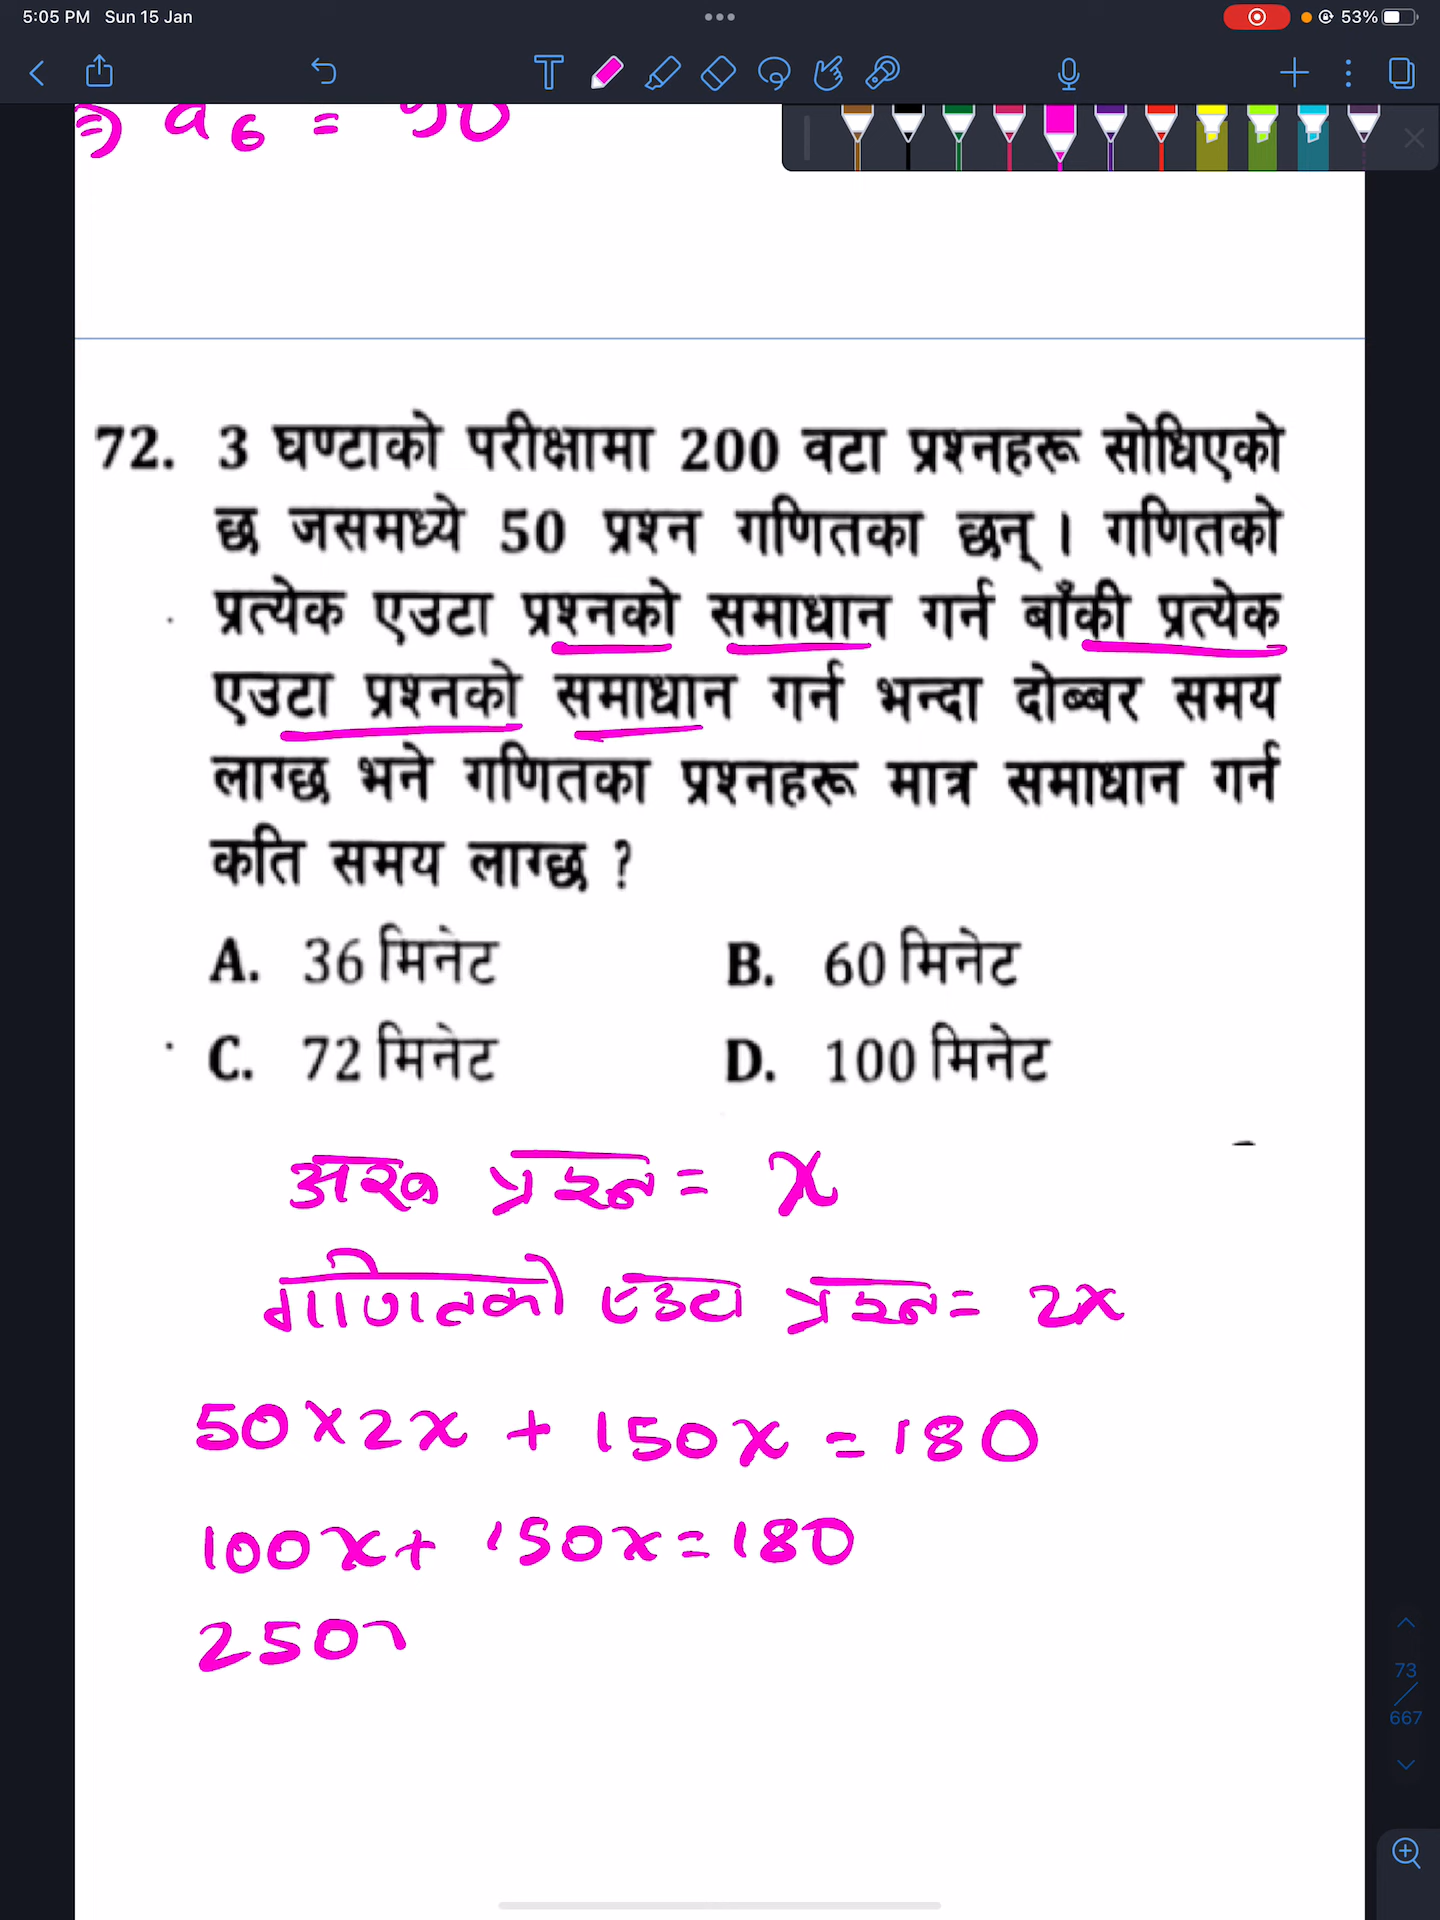 5:05 PM Sun 15 Jan
53%
⇒ a6 = 90
72. 3 घण्टाको परीक्षामा 200 वटा प्रश्नहरू सोधिएको
छ जसमध्ये 50 प्रश्न गणितका छन् । गणितको
प्रत्येक एउटा प्रश्नको समाधान गर्न बाँकी प्रत्येक
एउटा प्रश्नको समाधान गर्न भन्दा दोब्बर समय
लाग्छ भने गणितका प्रश्नहरू मात्र समाधान गर्न
कति समय लाग्छ ?
A. 36 मिनेट B. 60 मिनेट
C. 72 मिनेट D. 100 मिनेट
प्रश्न = x
गणितको एउटा प्रश्न = 2x
50 × 2x + 150x = 180
100x + 150x = 180
250
73
/
667